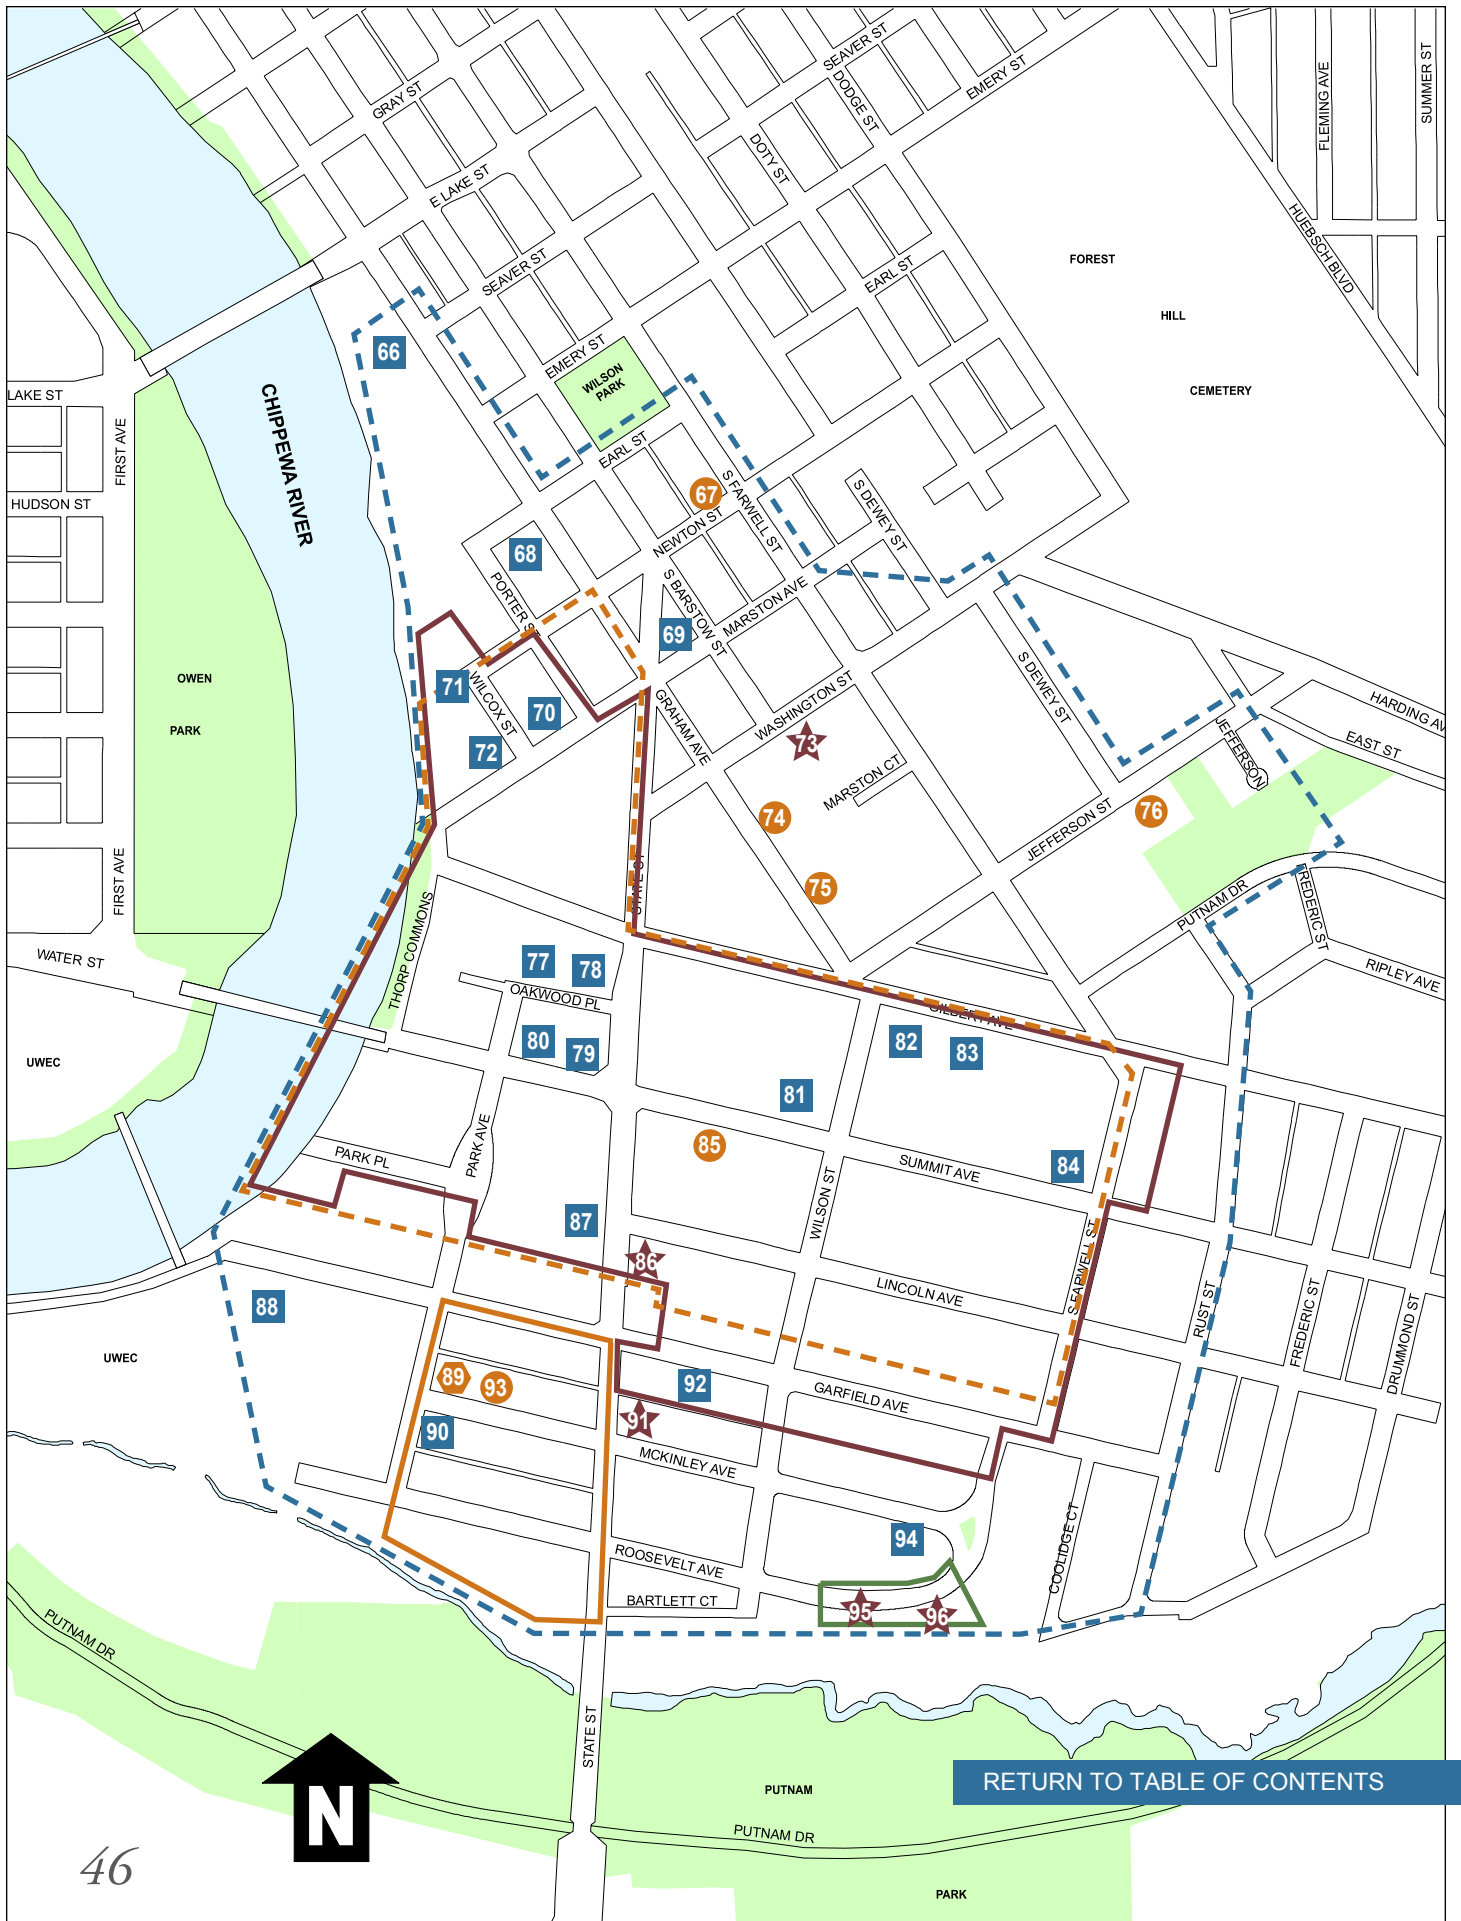 SEAVER ST
DODGE ST
EMERY ST
GRAY ST
FLEMING AVE
SUMMER ST
DOTY ST
E LAKE ST
HUEBSCH BLVD
SEAVER ST
EARL ST
FOREST
HILL
CEMETERY
66
EMERY ST
WILSON
PARK
LAKE ST
FIRST AVE
CHIPPEWA RIVER
EARL ST
67
S FARWELL ST
S DEWEY ST
HUDSON ST
NEWTON ST
68
PORTER ST
S BARSTOW ST
MARSTON AVE
69
OWEN
PARK
71
WILCOX ST
70
72
GRAHAM AVE
WASHINGTON ST
73
S DEWEY ST
HARDING AV
EAST ST
JEFFERSON
MARSTON CT
74
76
JEFFERSON ST
75
STATE ST
FIRST AVE
THORP COMMONS
PUTNAM DR
FREDERIC ST
RIPLEY AVE
WATER ST
77
78
OAKWOOD PL
80
79
GILBERT AVE
82
83
UWEC
81
85
PARK PL
PARK AVE
SUMMIT AVE
84
WILSON ST
87
86
LINCOLN AVE
S FARWELL ST
RUST ST
FREDERIC ST
DRUMMOND ST
88
UWEC
89
93
92
GARFIELD AVE
91
90
MCKINLEY AVE
94
COOLIDGE CT
ROOSEVELT AVE
BARTLETT CT
95
96
PUTNAM DR
STATE ST
PUTNAM
RETURN TO TABLE OF CONTENTS
N
PUTNAM DR
46
PARK